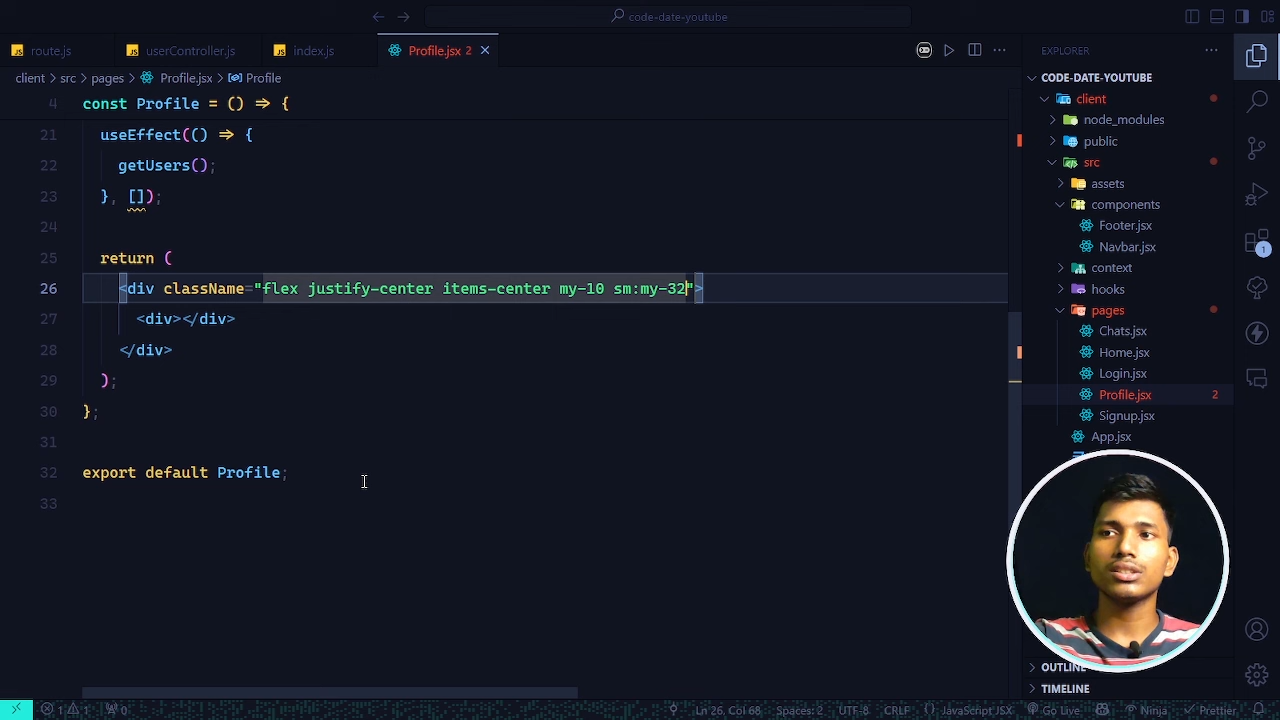 code-date-youtube
route.js
userController.js
index.js
Profile.jsx 2
EXPLORER
client > src > pages > Profile.jsx > Profile
4 const Profile = () => {
21 useEffect(() => {
22 getUsers();
23 }, []);
24
25 return (
26 <div className="flex justify-center items-center my-10 sm:my-32">
27 <div></div>
28 </div>
29 );
30 };
31
32 export default Profile;
33
CODE-DATE-YOUTUBE
client
node_modules
public
src
assets
components
Footer.jsx
Navbar.jsx
context
hooks
pages
Chats.jsx
Home.jsx
Login.jsx
Profile.jsx 2
Signup.jsx
App.jsx
OUTLINE
TIMELINE
1
1 1 0
Ln 26, Col 68 Spaces: 2 UTF-8 CRLF {} JavaScript JSX Go Live Ninja Prettier